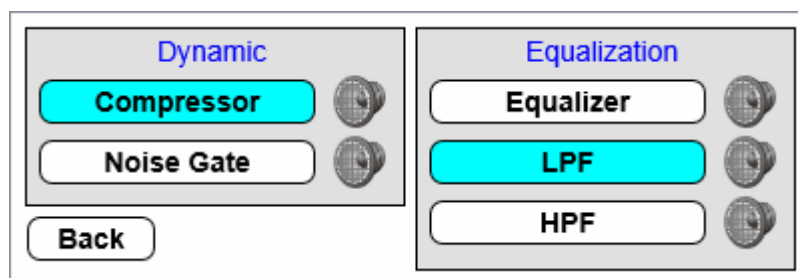 Dynamic
Compressor
Noise Gate
Back
Equalization
Equalizer
LPF
HPF